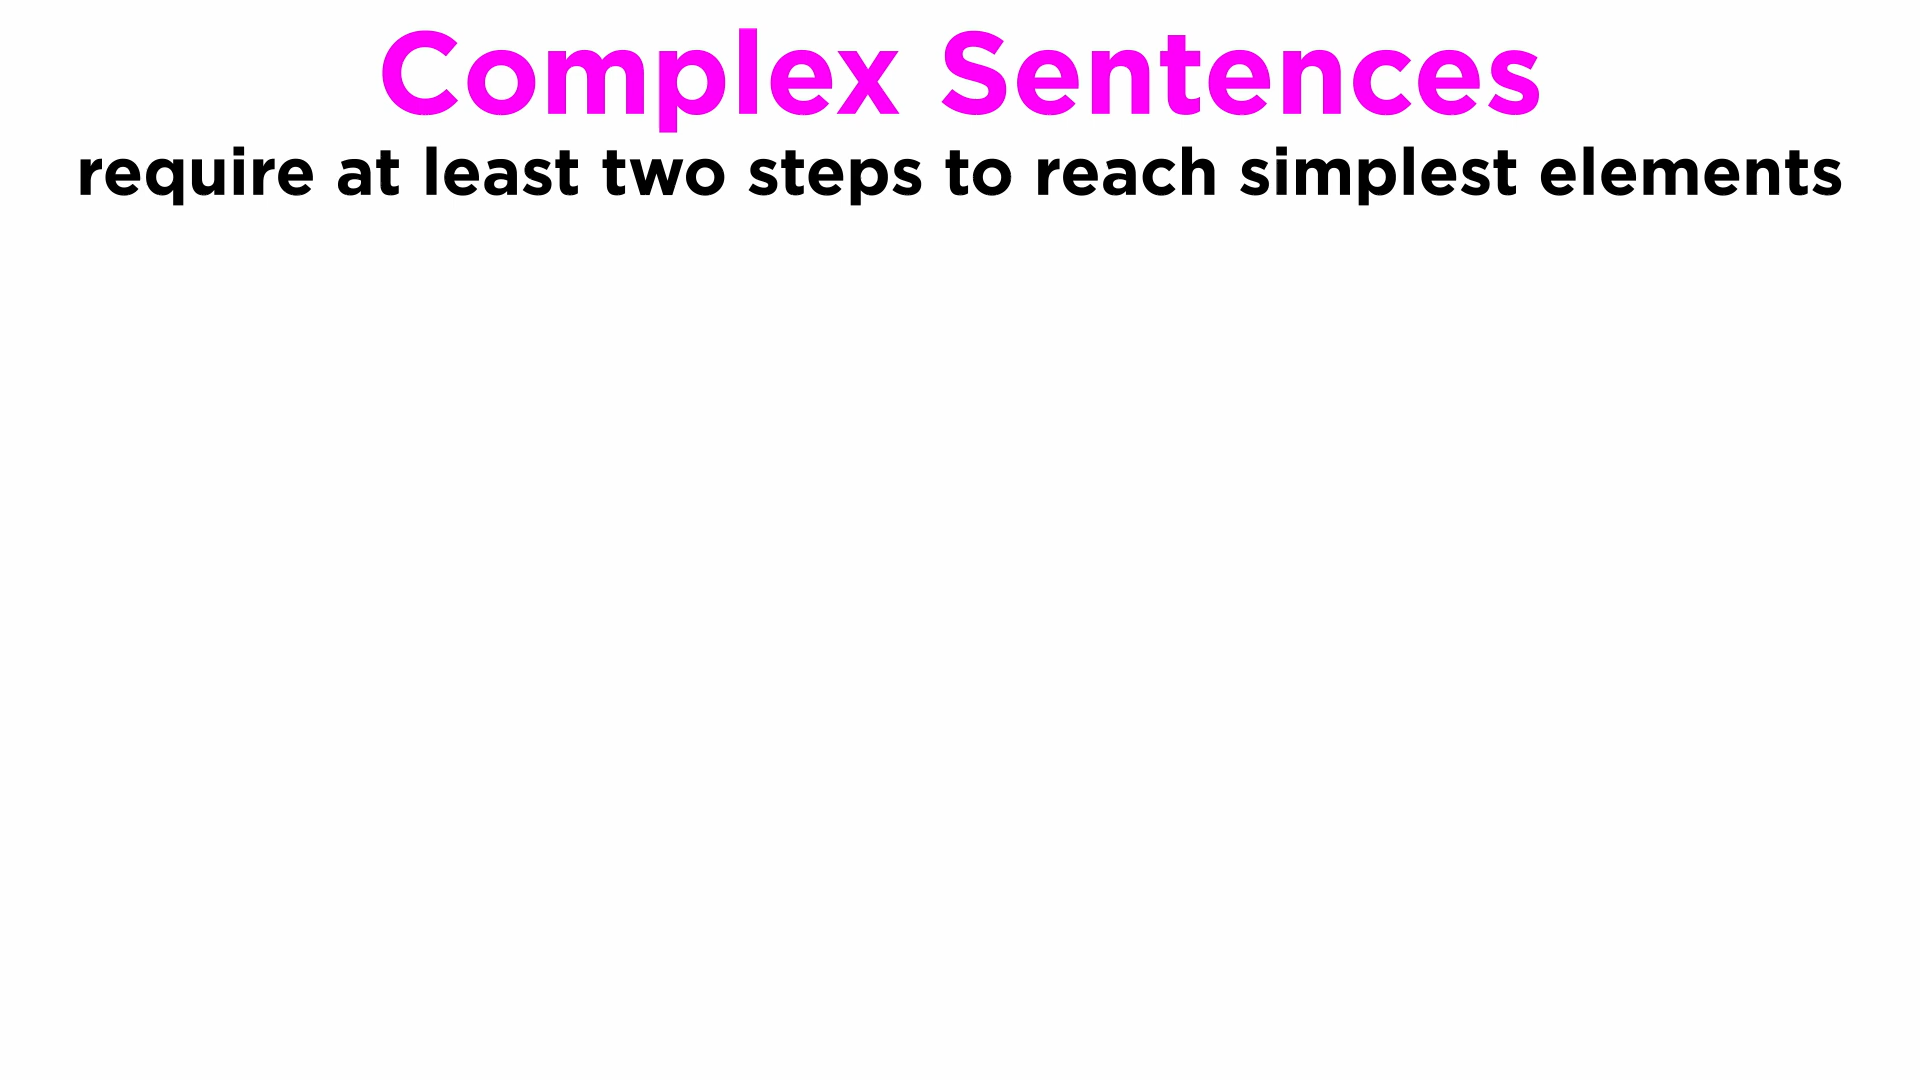 Complex Sentences
require at least two steps to reach simplest elements